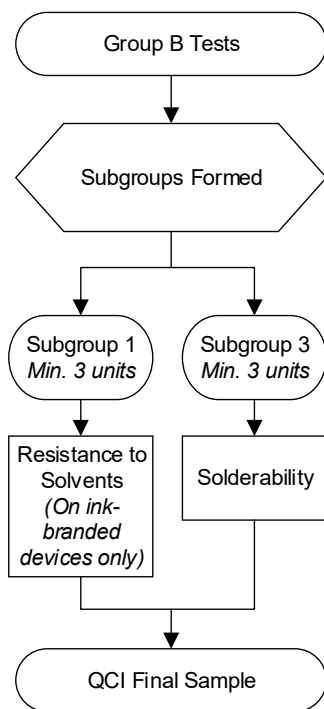 Group B Tests
Subgroups Formed
Subgroup 1
Min. 3 units
Subgroup 3
Min. 3 units
Resistance to
Solvents
(On ink-
branded
devices only)
Solderability
QCI Final Sample